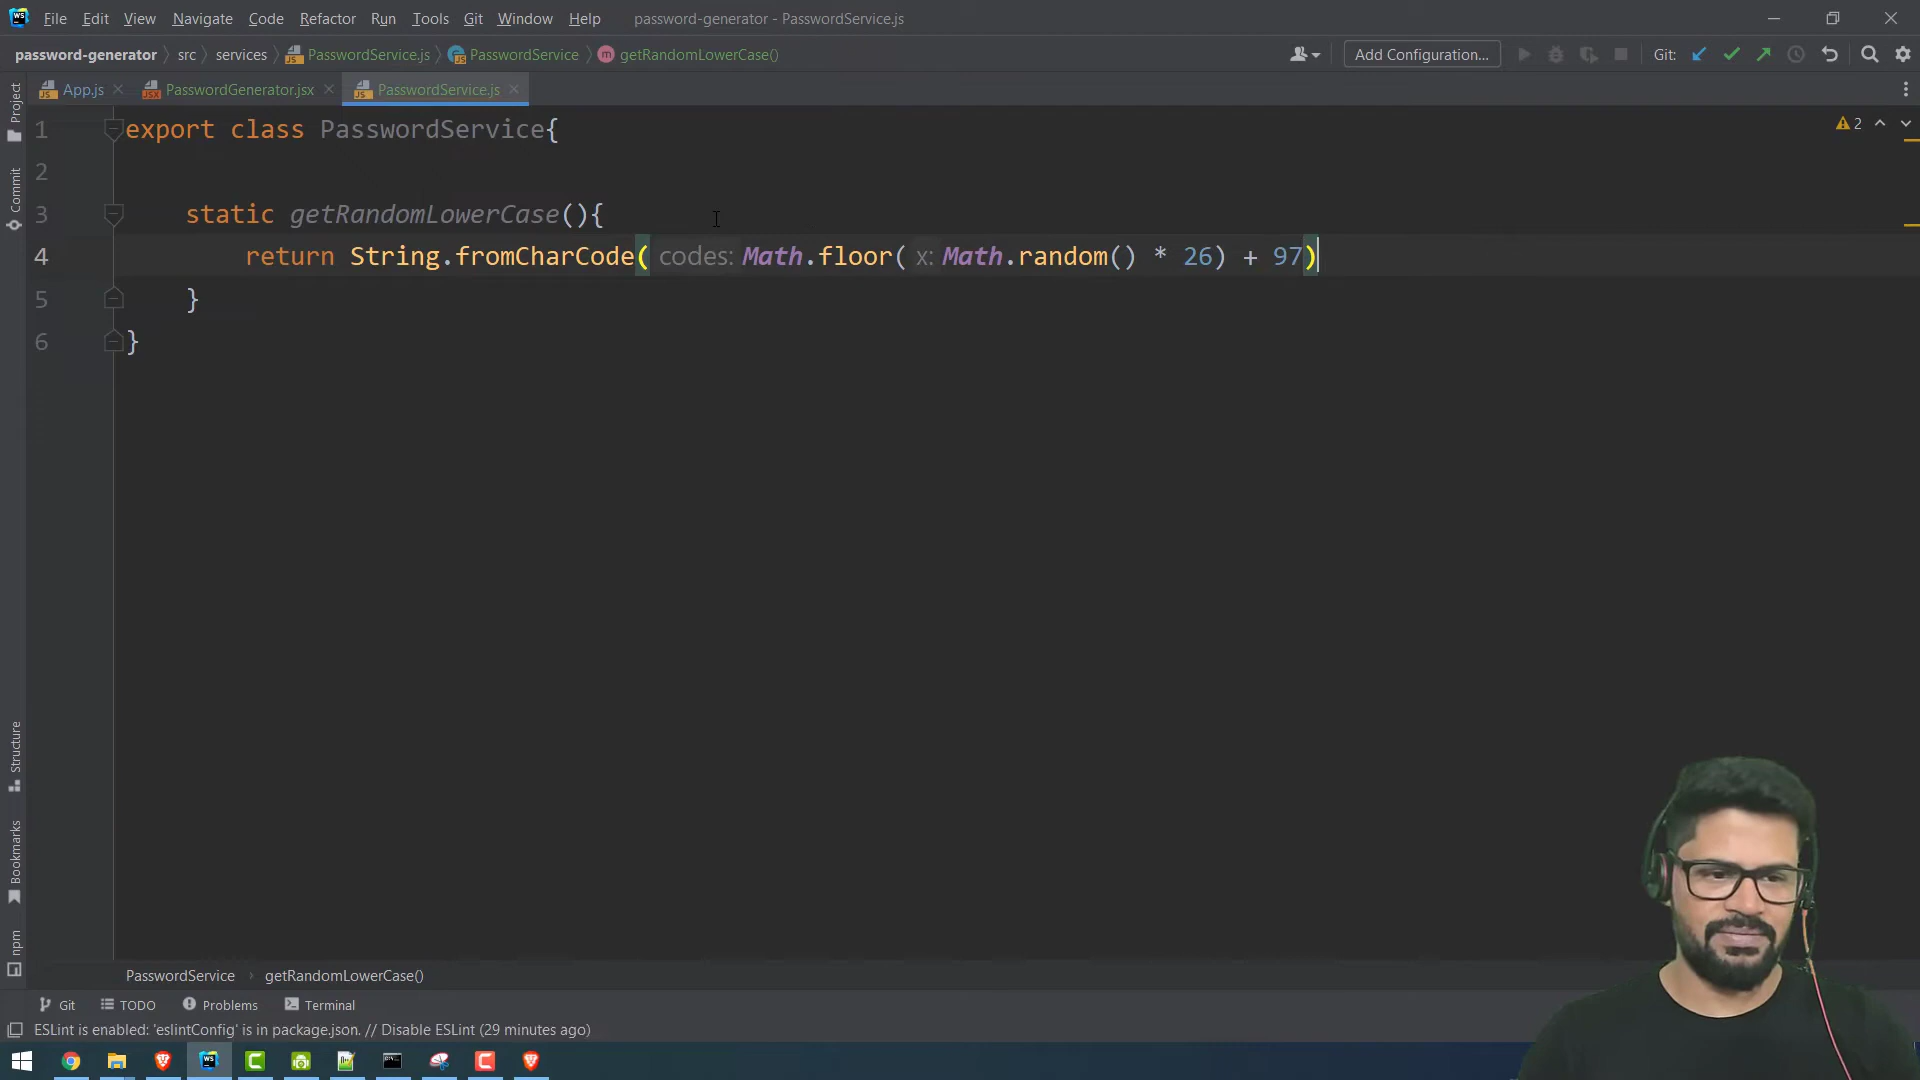 WS File Edit View Navigate Code Refactor Run Tools Git Window Help password-generator - PasswordService.js
password-generator src services PasswordService.js PasswordService getRandomLowerCase() Add Configuration... Git:
App.js PasswordGenerator.jsx PasswordService.js
Project
Commit
Structure
Bookmarks
npm
2
1 export class PasswordService{
2
3 static getRandomLowerCase(){
4 return String.fromCharCode( codes: Math.floor( x: Math.random() * 26) + 97)
5 }
6 }
PasswordService getRandomLowerCase()
Git TODO Problems Terminal
ESLint is enabled: 'eslintConfig' is in package.json. // Disable ESLint (29 minutes ago)
WS